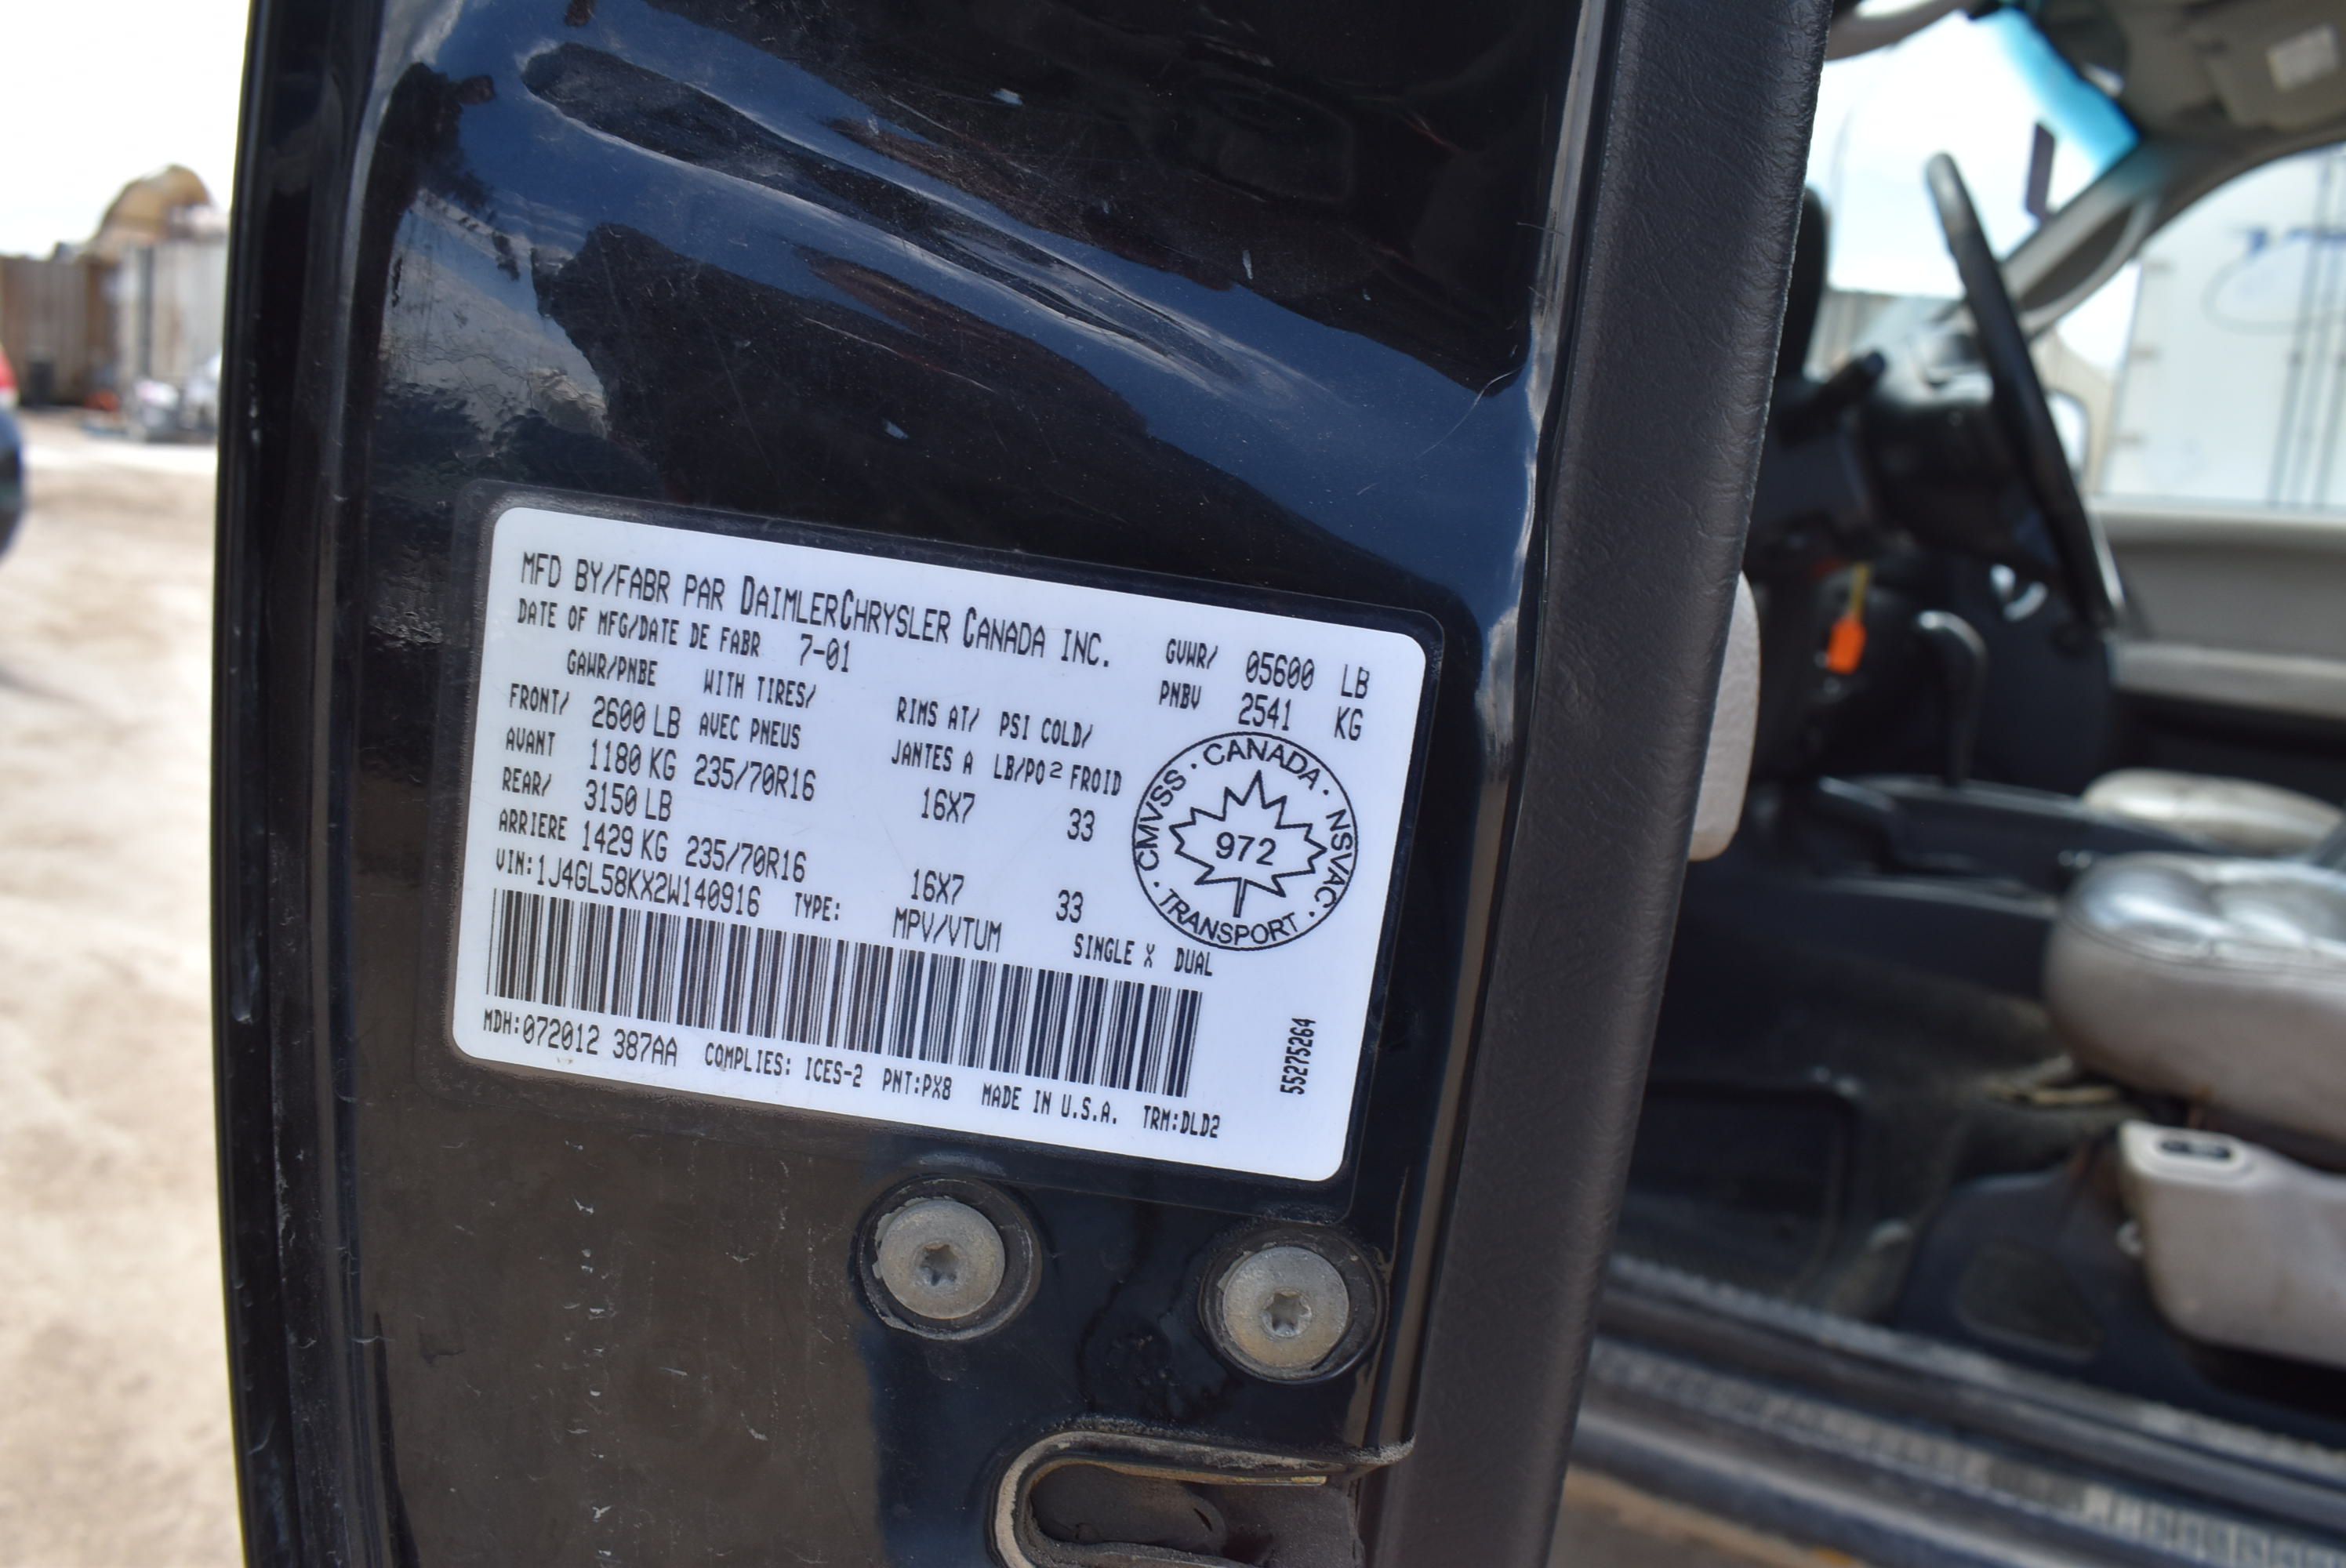 MFD BY/FABR PAR DAIMLERCHRYSLER CANADA INC.
DATE OF MFG/DATE DE FABR 7-01
GVWR/ 05600 LB
PNBV 2541 KG
GAWR/PNBE WITH TIRES/ RIMS AT/ PSI COLD/
FRONT/ 2600 LB AVEC PNEUS JANTES A LB/PO² FROID
AVANT 1180 KG 235/70R16 16X7 33
REAR/ 3150 LB
ARRIERE 1429 KG 235/70R16 16X7 33
VIN:1J4GL58KX2W140916 TYPE: MPV/VTUM SINGLE X DUAL
CANADA · NSVAC · TRANSPORT · CMVSS ·
972
MDH:072012 387AA COMPLIES: ICES-2 PNT:PX8 MADE IN U.S.A. TRM:DLD2
55275264